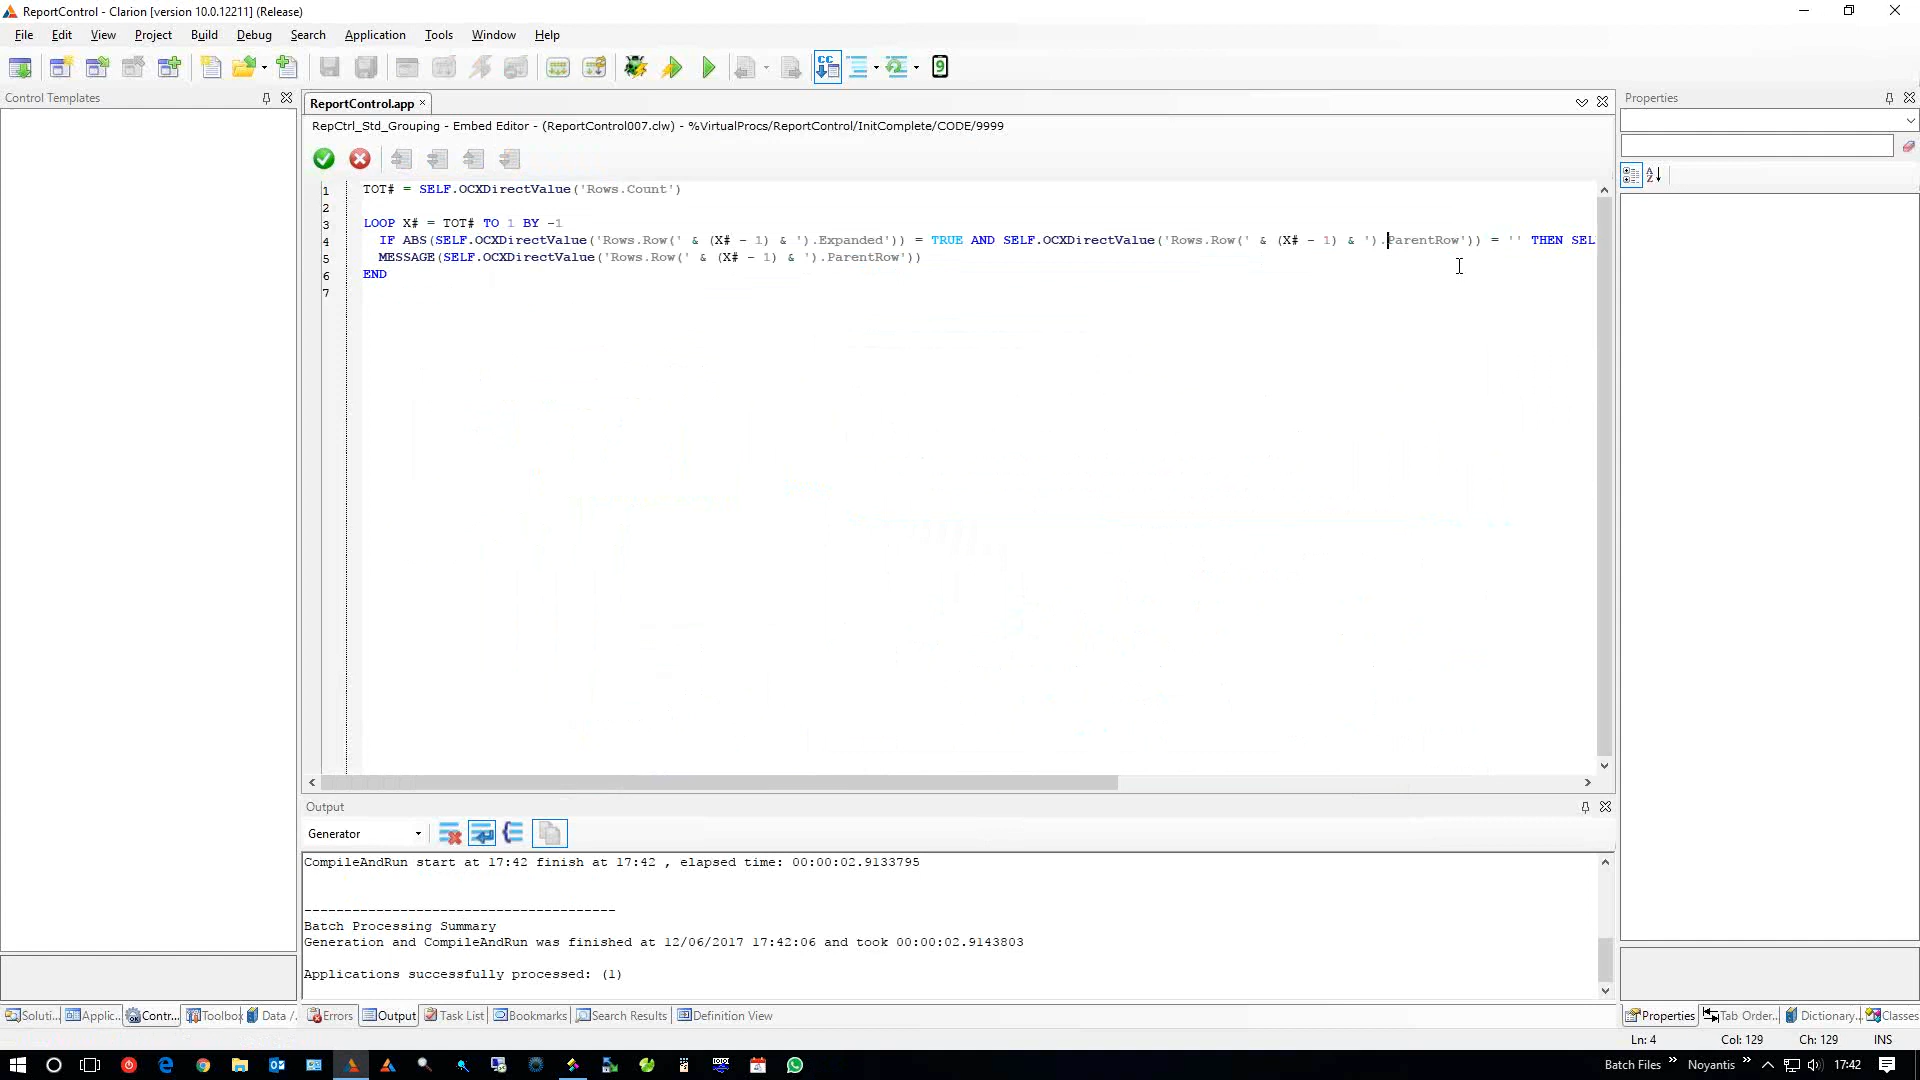 ReportControl - Clarion [version 10.0.12211] (Release)
File Edit View Project Build Debug Search Application Tools Window Help
Control Templates
ReportControl.app
Properties
RepCtrl_Std_Grouping - Embed Editor - (ReportControl007.clw) - %VirtualProcs/ReportControl/InitComplete/CODE/9999
1 TOT# = SELF.OCXDirectValue('Rows.Count')
2
3 LOOP X# = TOT# TO 1 BY -1
4 IF ABS(SELF.OCXDirectValue('Rows.Row(' & (X# - 1) & ').Expanded')) = TRUE AND SELF.OCXDirectValue('Rows.Row(' & (X# - 1) & ').ParentRow')) = '' THEN SEL
5 MESSAGE(SELF.OCXDirectValue('Rows.Row(' & (X# - 1) & ').ParentRow'))
6 END
7
Output
Generator
CompileAndRun start at 17:42 finish at 17:42 , elapsed time: 00:00:02.9133795
---------------------------------------
Batch Processing Summary
Generation and CompileAndRun was finished at 12/06/2017 17:42:06 and took 00:00:02.9143803
Applications successfully processed: (1)
Soluti... Applic... Contr... Toolbox Data /... Errors Output Task List Bookmarks Search Results Definition View Properties Tab Order... Dictionary... Classes
Ln: 4 Col: 129 Ch: 129 INS
Batch Files Noyantis 17:42